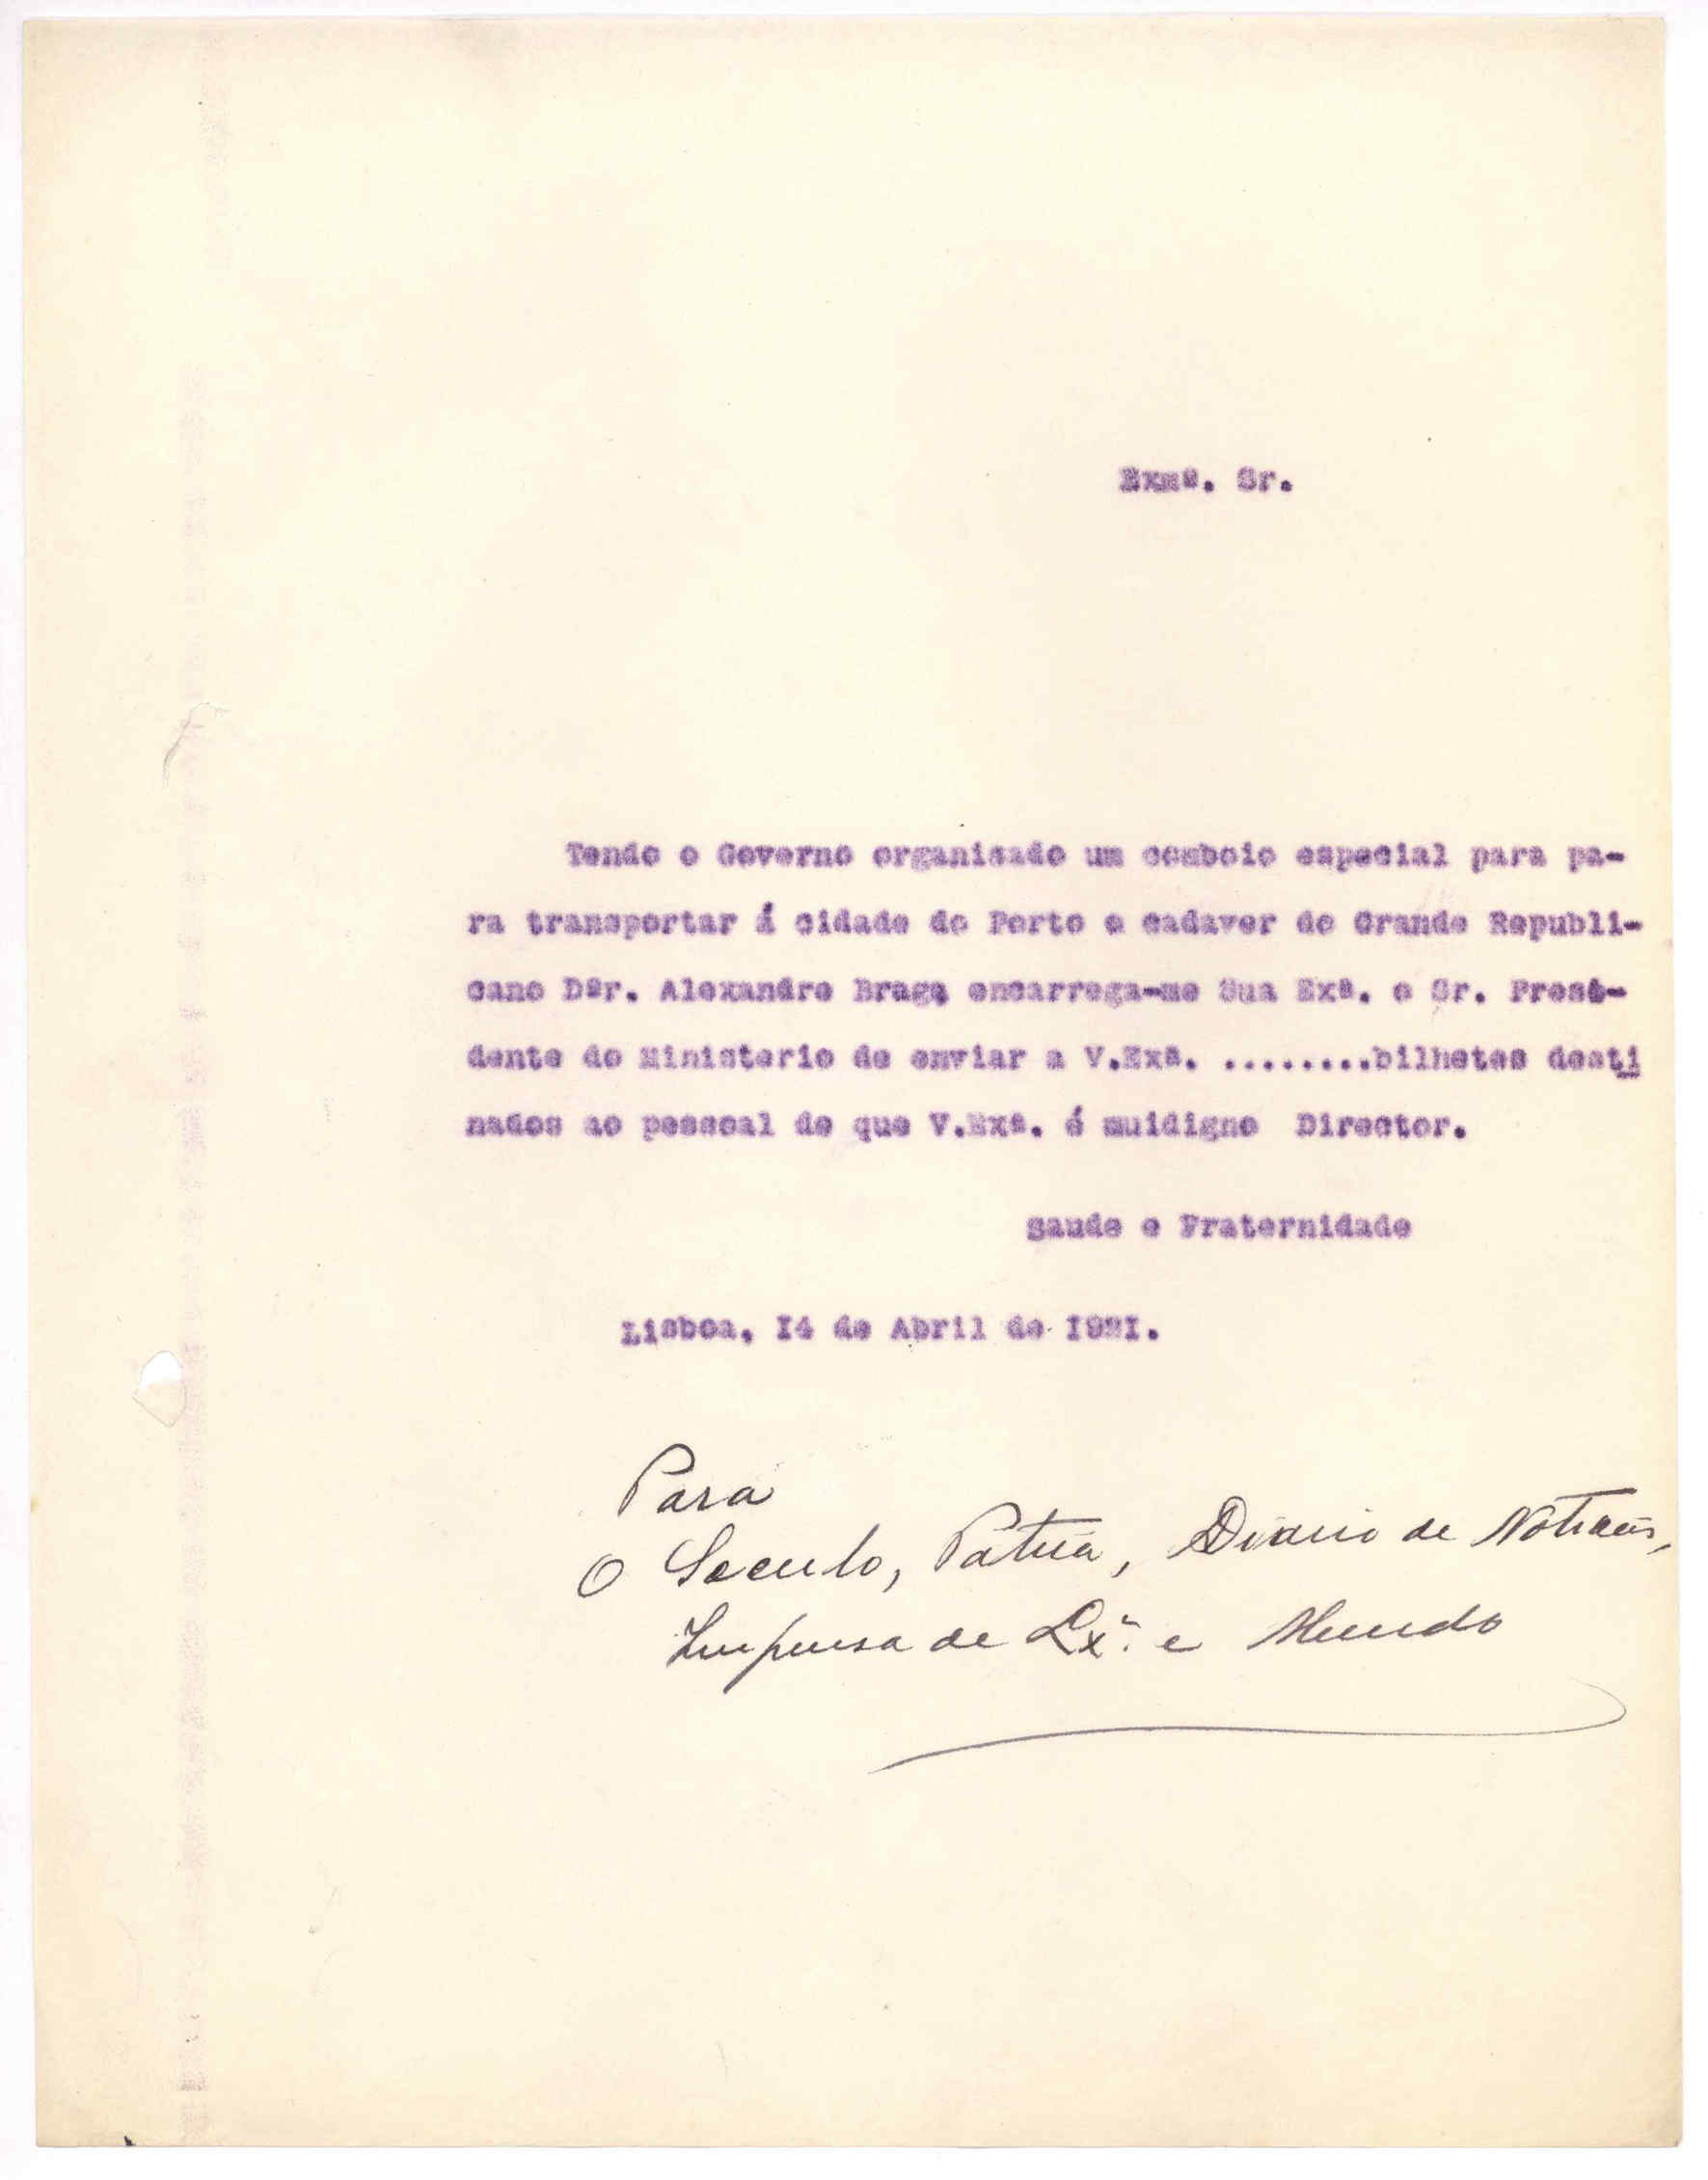 Exmº. Sr.
Tendo o Governo organisado um comboio especial para pa-
ra transportar á cidade do Porto o cadaver do Grande Republi-
cano Dºr. Alexandre Braga encarrega-me Sua Exª. o Sr. Presi-
dente do Ministerio de enviar a V.Exª. ........bilhetes desti
nados ao pessoal de que V.Exª. é muidigno Director.
Saude e Fraternidade
Lisboa, I4 de Abril de I92I.
Para
O Seculo, Patria, Diario de Noticias,
Imprensa de Lxª. e Mundo